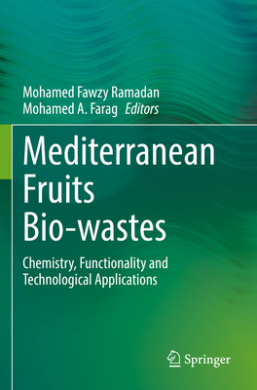 Mohamed Fawzy Ramadan
Mohamed A. Farag Editors
Mediterranean
Fruits
Bio-wastes
Chemistry, Functionality and
Technological Applications
Springer